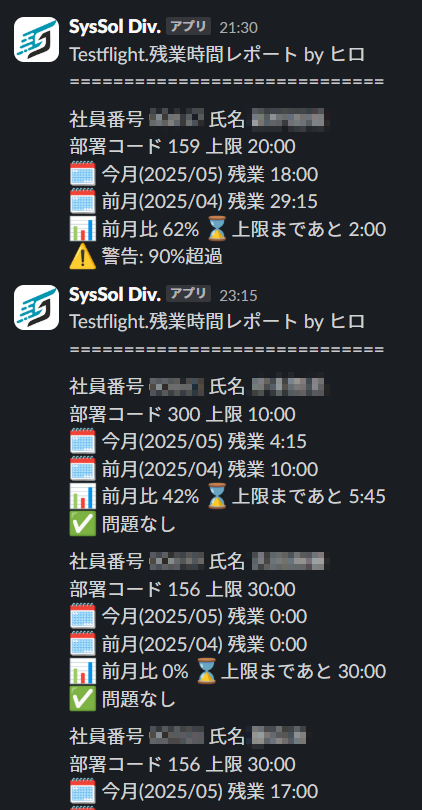 SysSol Div. アプリ 21:30
Testflight.残業時間レポート by ヒロ
=============================
社員番号 氏名
部署コード 159 上限 20:00
🗓️ 今月(2025/05) 残業 18:00
🗓️ 前月(2025/04) 残業 29:15
📊 前月比 62% ⌛ 上限まであと 2:00
⚠️ 警告: 90%超過
SysSol Div. アプリ 23:15
Testflight.残業時間レポート by ヒロ
=============================
社員番号 氏名
部署コード 300 上限 10:00
🗓️ 今月(2025/05) 残業 4:15
🗓️ 前月(2025/04) 残業 10:00
📊 前月比 42% ⌛ 上限まであと 5:45
✅ 問題なし
社員番号 氏名
部署コード 156 上限 30:00
🗓️ 今月(2025/05) 残業 0:00
🗓️ 前月(2025/04) 残業 0:00
📊 前月比 0% ⌛ 上限まであと 30:00
✅ 問題なし
社員番号 氏名
部署コード 156 上限 30:00
🗓️ 今月(2025/05) 残業 17:00